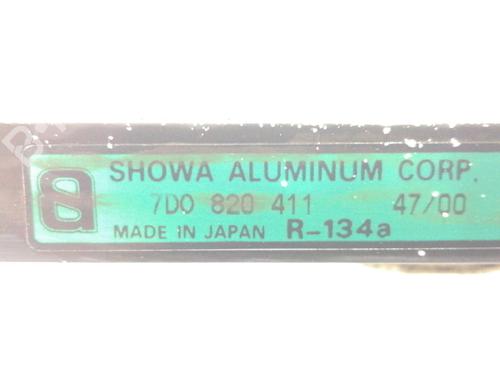 a SHOWA ALUMINUM CORP.
7D0 820 411 47/00
MADE IN JAPAN R-134a